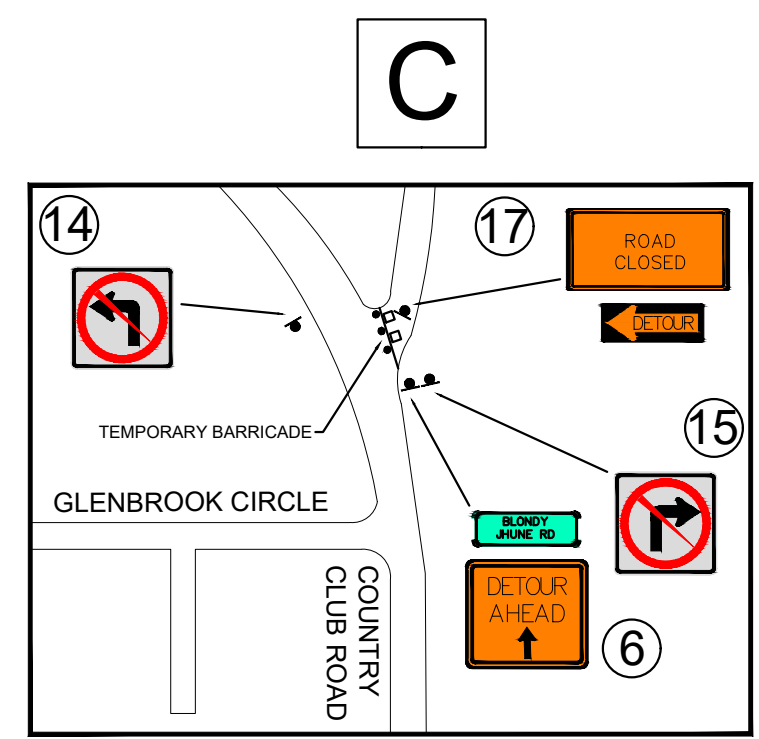 C
14
17
ROAD
CLOSED
DETOUR
TEMPORARY BARRICADE
15
GLENBROOK CIRCLE
BLONDY
JHUNE RD
DETOUR
AHEAD
6
COUNTRY
CLUB ROAD